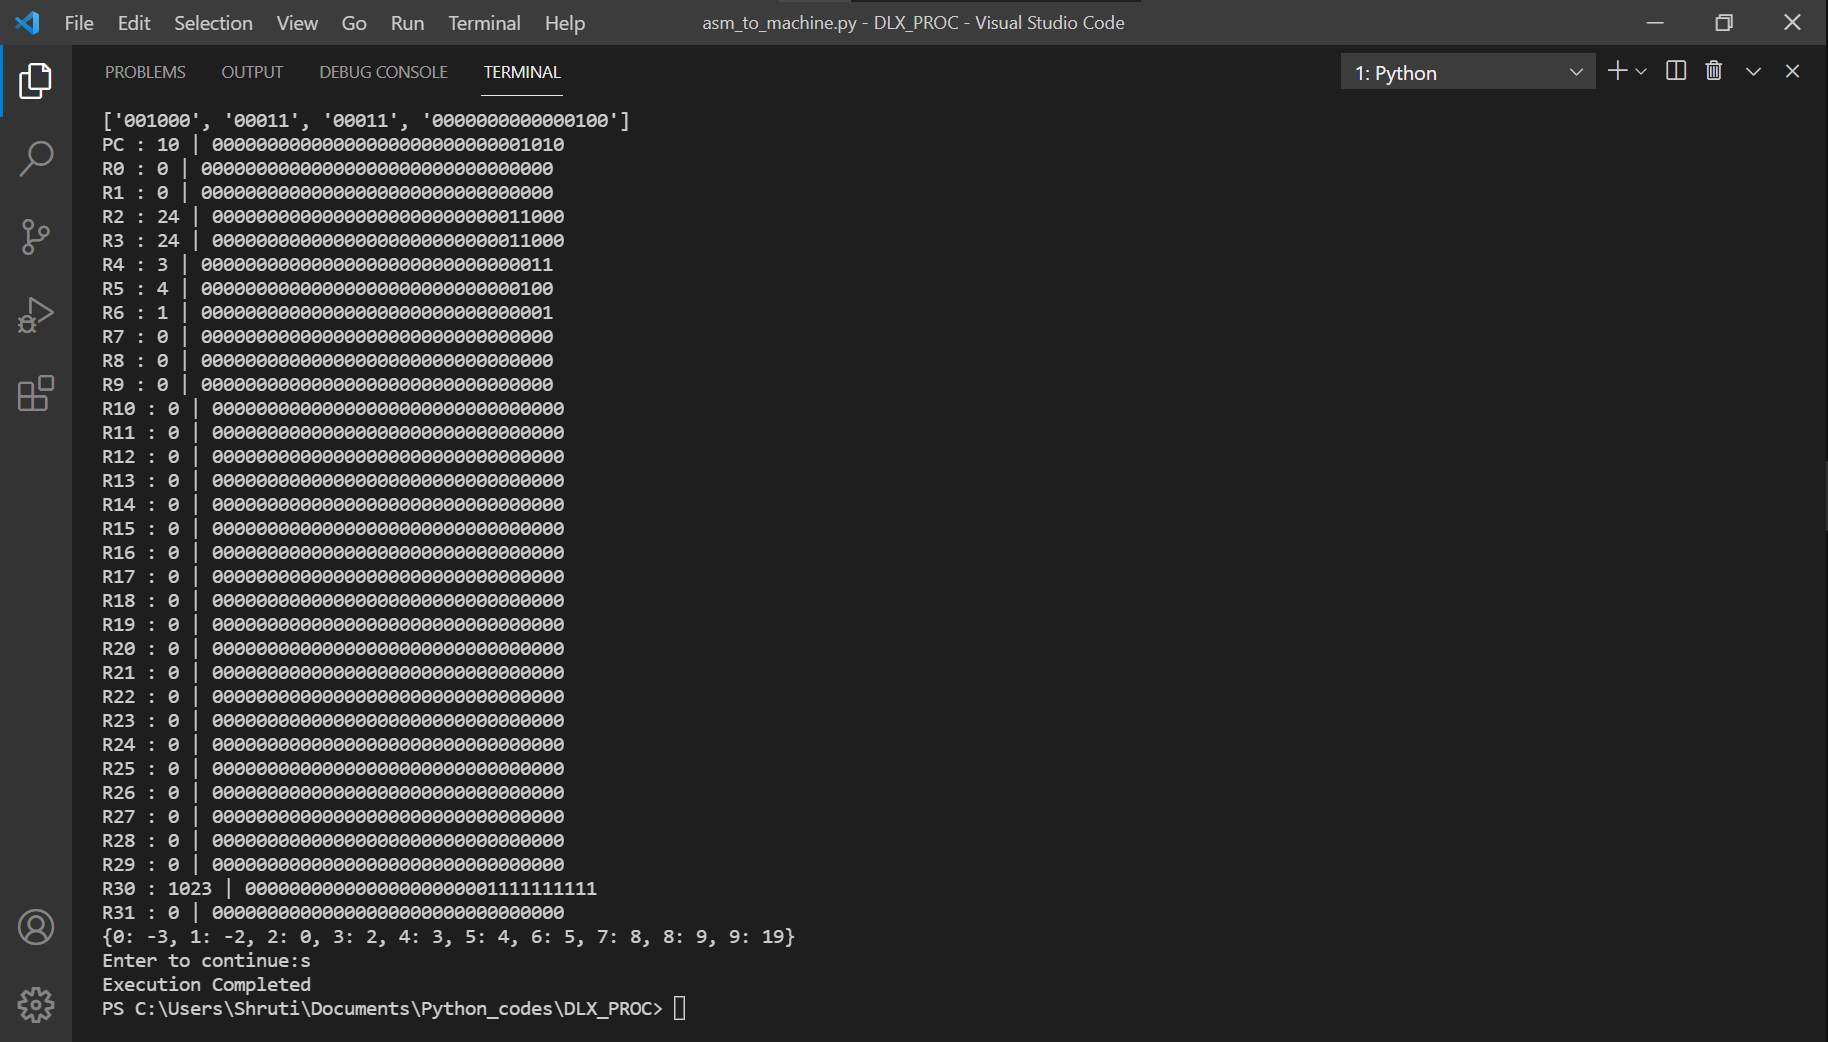 File Edit Selection View Go Run Terminal Help asm_to_machine.py - DLX_PROC - Visual Studio Code
PROBLEMS OUTPUT DEBUG CONSOLE TERMINAL 1: Python
['001000', '00011', '00011', '0000000000000100']
PC : 10 | 00000000000000000000000000001010
R0 : 0 | 00000000000000000000000000000000
R1 : 0 | 00000000000000000000000000000000
R2 : 24 | 00000000000000000000000000011000
R3 : 24 | 00000000000000000000000000011000
R4 : 3 | 00000000000000000000000000000011
R5 : 4 | 00000000000000000000000000000100
R6 : 1 | 00000000000000000000000000000001
R7 : 0 | 00000000000000000000000000000000
R8 : 0 | 00000000000000000000000000000000
R9 : 0 | 00000000000000000000000000000000
R10 : 0 | 00000000000000000000000000000000
R11 : 0 | 00000000000000000000000000000000
R12 : 0 | 00000000000000000000000000000000
R13 : 0 | 00000000000000000000000000000000
R14 : 0 | 00000000000000000000000000000000
R15 : 0 | 00000000000000000000000000000000
R16 : 0 | 00000000000000000000000000000000
R17 : 0 | 00000000000000000000000000000000
R18 : 0 | 00000000000000000000000000000000
R19 : 0 | 00000000000000000000000000000000
R20 : 0 | 00000000000000000000000000000000
R21 : 0 | 00000000000000000000000000000000
R22 : 0 | 00000000000000000000000000000000
R23 : 0 | 00000000000000000000000000000000
R24 : 0 | 00000000000000000000000000000000
R25 : 0 | 00000000000000000000000000000000
R26 : 0 | 00000000000000000000000000000000
R27 : 0 | 00000000000000000000000000000000
R28 : 0 | 00000000000000000000000000000000
R29 : 0 | 00000000000000000000000000000000
R30 : 1023 | 00000000000000000000001111111111
R31 : 0 | 00000000000000000000000000000000
{0: -3, 1: -2, 2: 0, 3: 2, 4: 3, 5: 4, 6: 5, 7: 8, 8: 9, 9: 19}
Enter to continue:s
Execution Completed
PS C:\Users\Shruti\Documents\Python_codes\DLX_PROC>